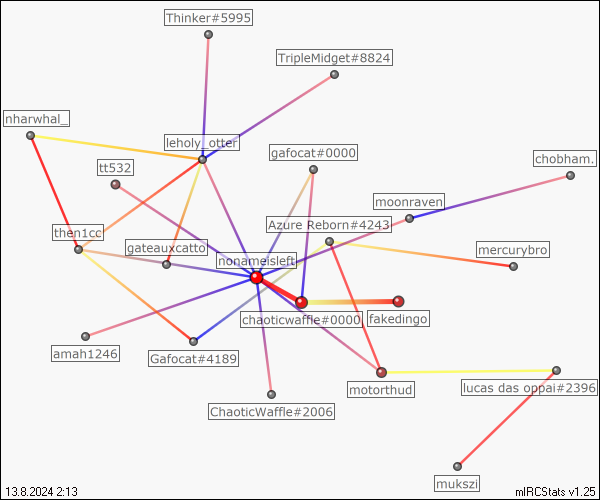 Thinker#5995
TripleMidget#8824
nharwhal_
leholy_otter
gafocat#0000
chobham.
tt532
moonraven
Azure Reborn#4243
then1cc
gateauxcatto
mercurybro
nonameisleft
chaoticwaffle#0000
fakedingo
amah1246
Gafocat#4189
motorthud
lucas das oppai#2396
ChaoticWaffle#2006
mukszi
13.8.2024 2:13
mIRCStats v1.25